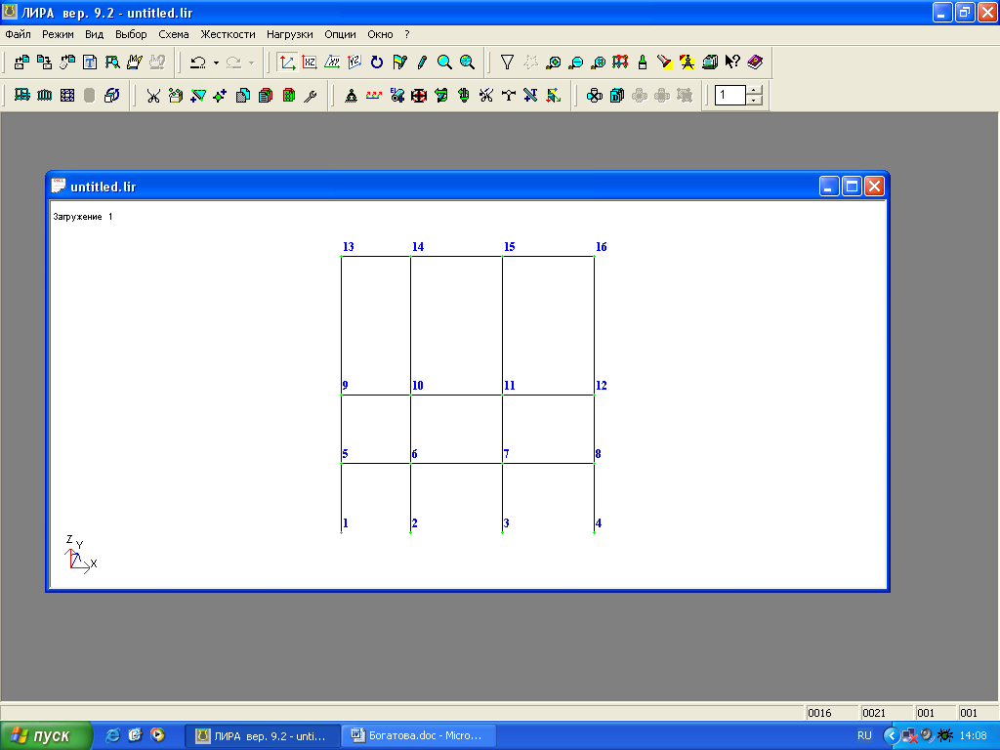 ЛИРА вер. 9.2 - untitled.lir
Файл Режим Вид Выбор Схема Жесткости Нагрузки Опции Окно ?
1
untitled.lir
Загружение 1
13 14 15 16
9 10 11 12
5 6 7 8
1 2 3 4
Z
Y
X
0016 0021 001 001
пуск ЛИРА вер. 9.2 - unti... Богатова.doc - Micro... RU 14:08